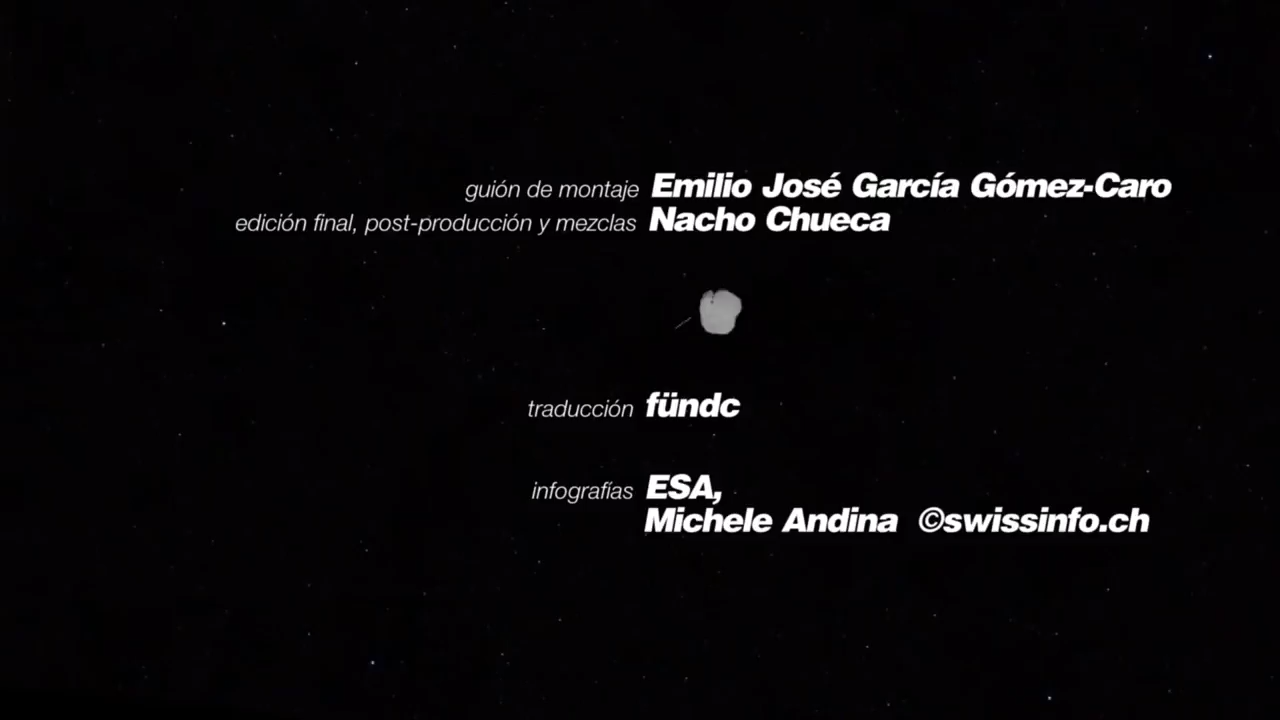 guión de montaje Emilio José García Gómez-Caro
edición final, post-producción y mezclas Nacho Chueca
traducción fündc
infografías ESA,
Michele Andina ©swissinfo.ch